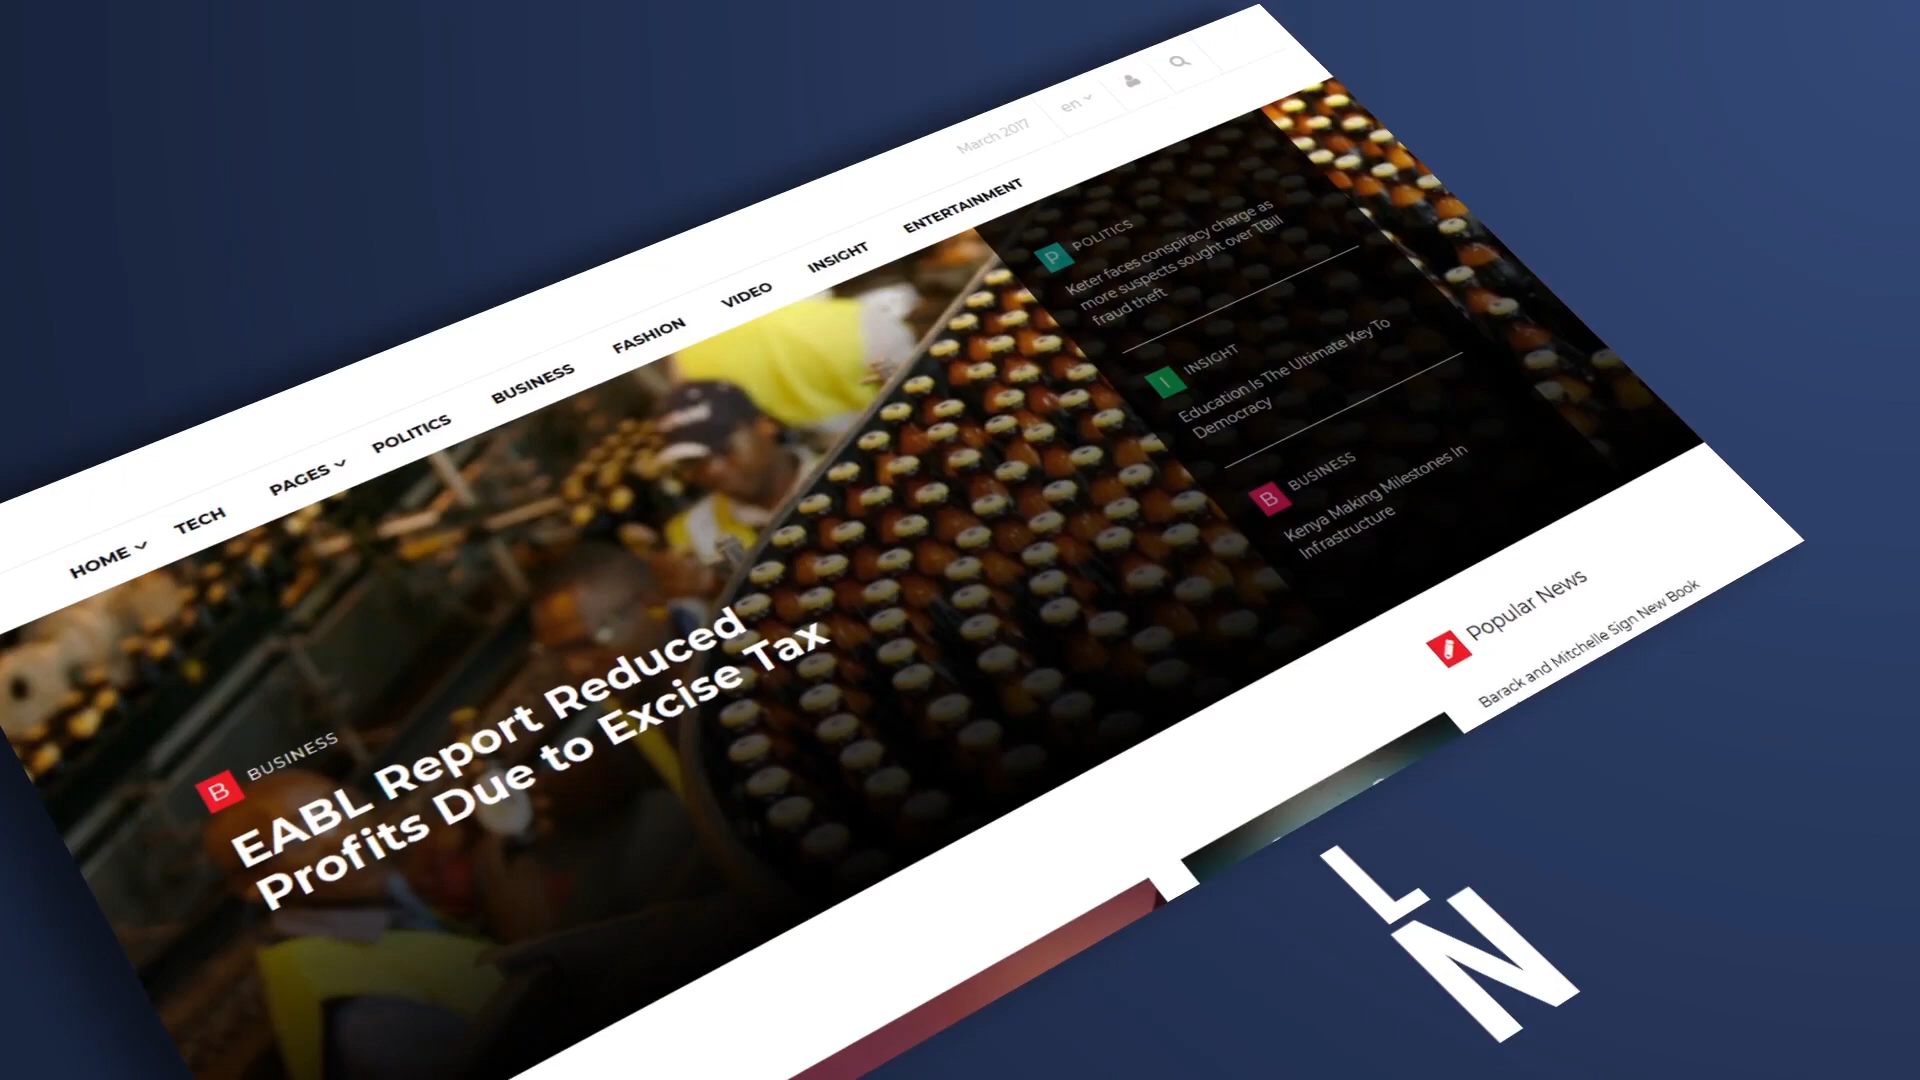 March 2017
en
HOME
TECH
PAGES
POLITICS
BUSINESS
FASHION
VIDEO
INSIGHT
ENTERTAINMENT
B BUSINESS
EABL Report Reduced
Profits Due to Excise Tax
P POLITICS
Keter faces conspiracy charge as
more suspects sought over TBill
fraud theft
I INSIGHT
Education Is The Ultimate Key To
Democracy
B BUSINESS
Kenya Making Milestones In
Infrastructure
Popular News
Barack and Mitchelle Sign New Book
L
N